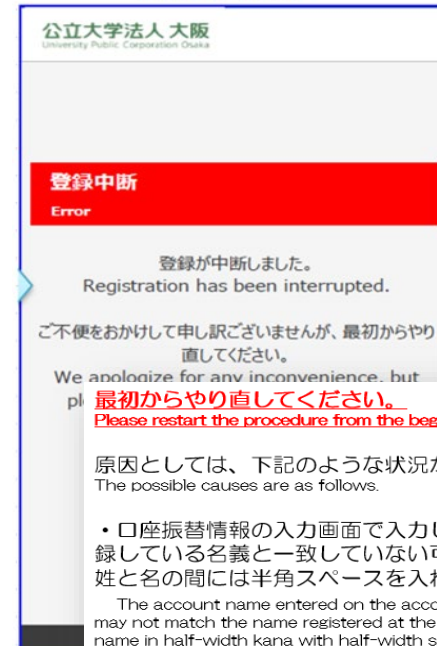 公立大学法人 大阪
University Public Corporation Osaka
登録中断
Error
登録が中断しました。
Registration has been interrupted.
ご不便をおかけして申し訳ございませんが、最初からやり
直してください。
We apologize for any inconvenience, but
最初からやり直してください。
Please restart the procedure from the beg
原因としては、下記のような状況が
The possible causes are as follows.
・口座振替情報の入力画面で入力し
録している名義と一致していない可
姓と名の間には半角スペースを入れ
The account name entered on the acco
may not match the name registered at the
name in half-width kana with half-width s